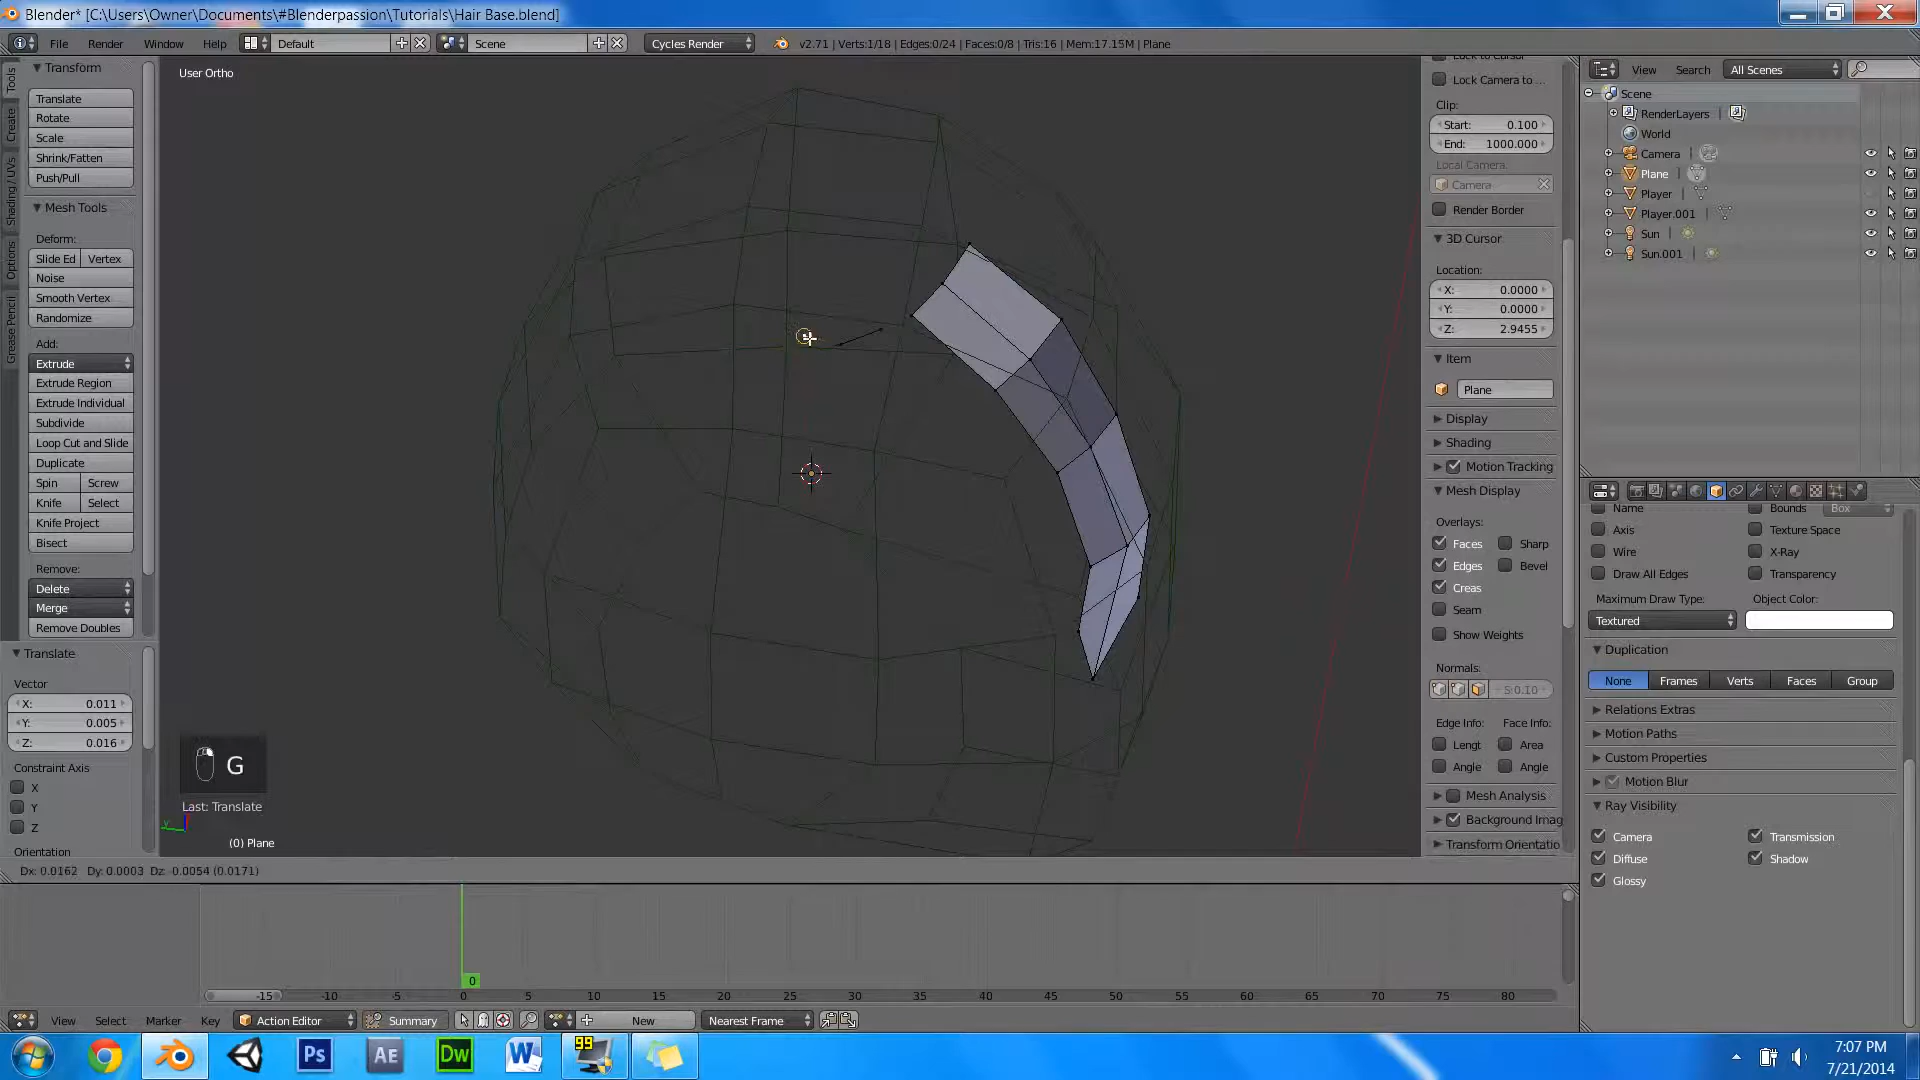 Blender* [C:\Users\Owner\Documents\#Blenderpassion\Tutorials\Hair Base.blend]
File Render Window Help Default Scene Cycles Render v2.71 | Verts:1/18 | Edges:0/24 | Faces:0/8 | Tris:16 | Mem:17.15M | Plane
Tools
Create
Shading / UVs
Options
Grease Pencil
Transform
Translate
Rotate
Scale
Shrink/Fatten
Push/Pull
Mesh Tools
Deform:
Slide Ed Vertex
Noise
Smooth Vertex
Randomize
Add:
Extrude
Extrude Region
Extrude Individual
Subdivide
Loop Cut and Slide
Duplicate
Spin Screw
Knife Select
Knife Project
Bisect
Remove:
Delete
Merge
Remove Doubles
Translate
Vector
X: 0.011
Y: 0.005
Z: 0.016
Constraint Axis
X
Y
Z
Orientation
User Ortho
G
Last: Translate
(0) Plane
Lock Camera to ...
Clip:
Start: 0.100
End: 1000.000
Local Camera:
Camera
Render Border
3D Cursor
Location:
X: 0.0000
Y: 0.0000
Z: 2.9455
Item
Plane
Display
Shading
Motion Tracking
Mesh Display
Overlays:
Faces Sharp
Edges Bevel
Creas
Seam
Show Weights
Normals:
S:0.10
Edge Info: Face Info:
Lengt Area
Angle Angle
Mesh Analysis
Background Imag
Transform Orientatio
View Search All Scenes
Scene
RenderLayers
World
Camera
Plane
Player
Player.001
Sun
Sun.001
Name Bounds Box
Axis Texture Space
Wire X-Ray
Draw All Edges Transparency
Maximum Draw Type: Object Color:
Textured
Duplication
None Frames Verts Faces Group
Relations Extras
Motion Paths
Custom Properties
Motion Blur
Ray Visibility
Camera Transmission
Diffuse Shadow
Glossy
Dx: 0.0162 Dy: 0.0003 Dz: -0.0054 (0.0171)
0
-15 -10 -5 0 5 10 15 20 25 30 35 40 45 50 55 60 65 70 75 80
View Select Marker Key Action Editor Summary New Nearest Frame
Ps Ae Dw W 99
7:07 PM
7/21/2014